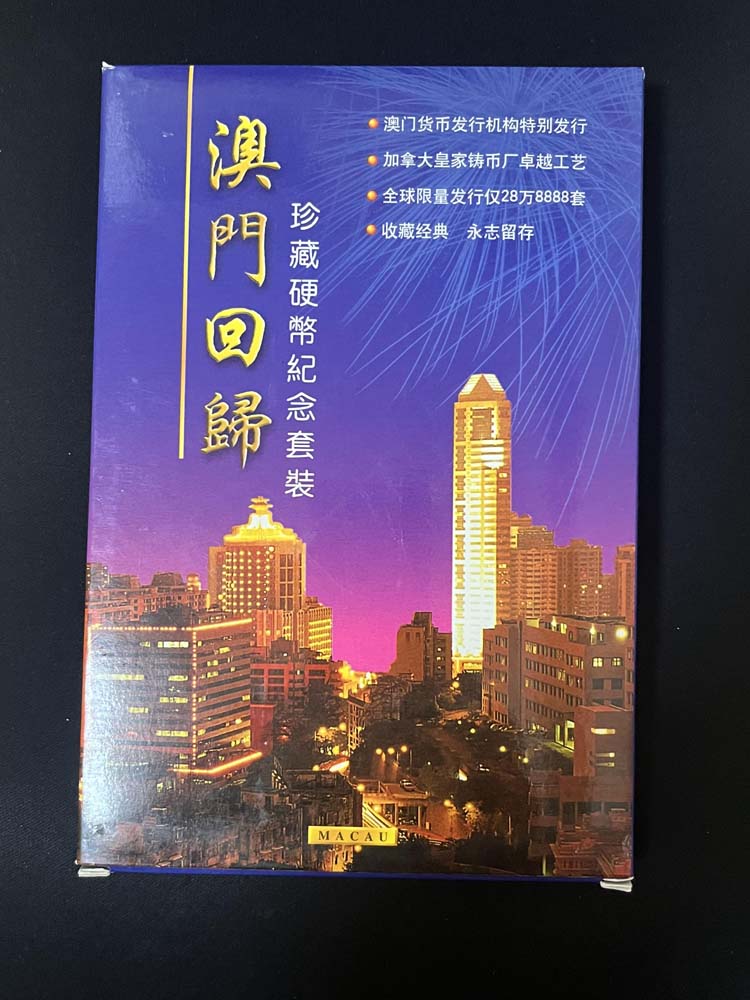 澳門回歸
珍藏硬幣紀念套裝
澳门货币发行机构特别发行
加拿大皇家铸币厂卓越工艺
全球限量发行仅28万8888套
收藏经典 永志留存
MACAU